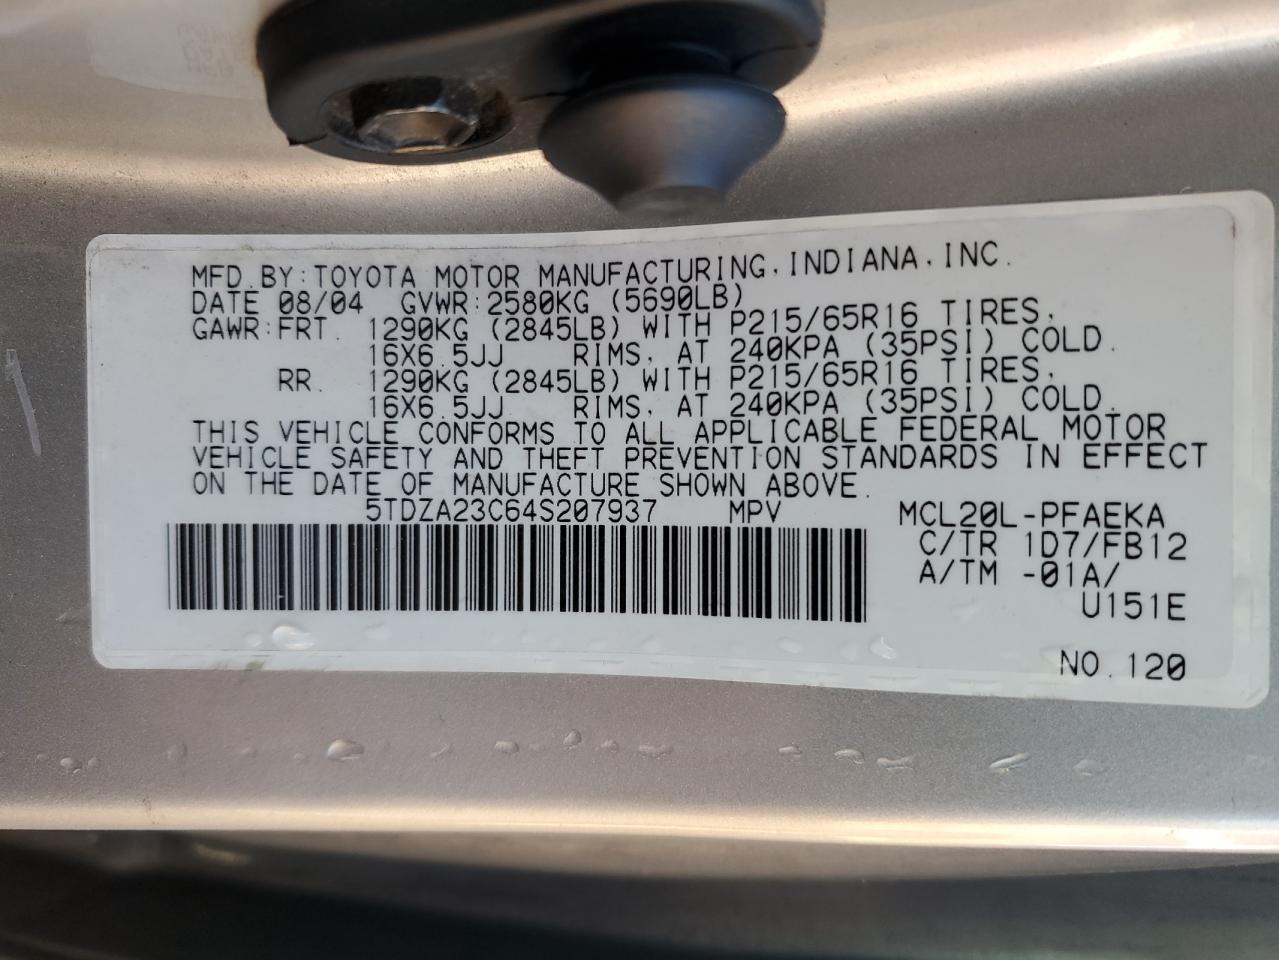 MFD.BY:TOYOTA MOTOR MANUFACTURING,INDIANA,INC.
DATE 08/04 GVWR:2580KG (5690LB)
GAWR:FRT. 1290KG (2845LB) WITH P215/65R16 TIRES,
16X6.5JJ RIMS, AT 240KPA (35PSI) COLD.
RR. 1290KG (2845LB) WITH P215/65R16 TIRES,
16X6.5JJ RIMS, AT 240KPA (35PSI) COLD.
THIS VEHICLE CONFORMS TO ALL APPLICABLE FEDERAL MOTOR
VEHICLE SAFETY AND THEFT PREVENTION STANDARDS IN EFFECT
ON THE DATE OF MANUFACTURE SHOWN ABOVE.
5TDZA23C64S207937 MPV MCL20L-PFAEKA
C/TR 1D7/FB12
A/TM -01A/
U151E
NO.120